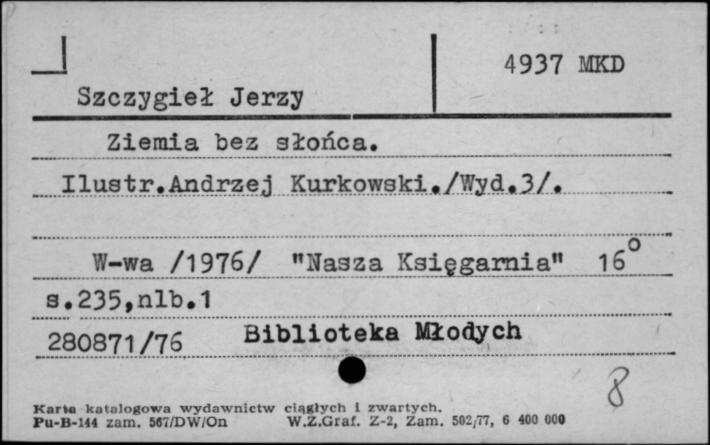 4937 MKD
Szczygieł Jerzy
Ziemia bez słońca.
Ilustr.Andrzej Kurkowski./Wyd.3/.
W-wa /1976/ "Nasza Księgarnia" 16°
s.235,nlb.1
280871/76 Biblioteka Młodych
8
Karta katalogowa wydawnictw ciągłych i zwartych.
Pu-B-144 zam. 567/DW/On W.Z.Graf. Z-2, Zam. 502/77, 6 400 000